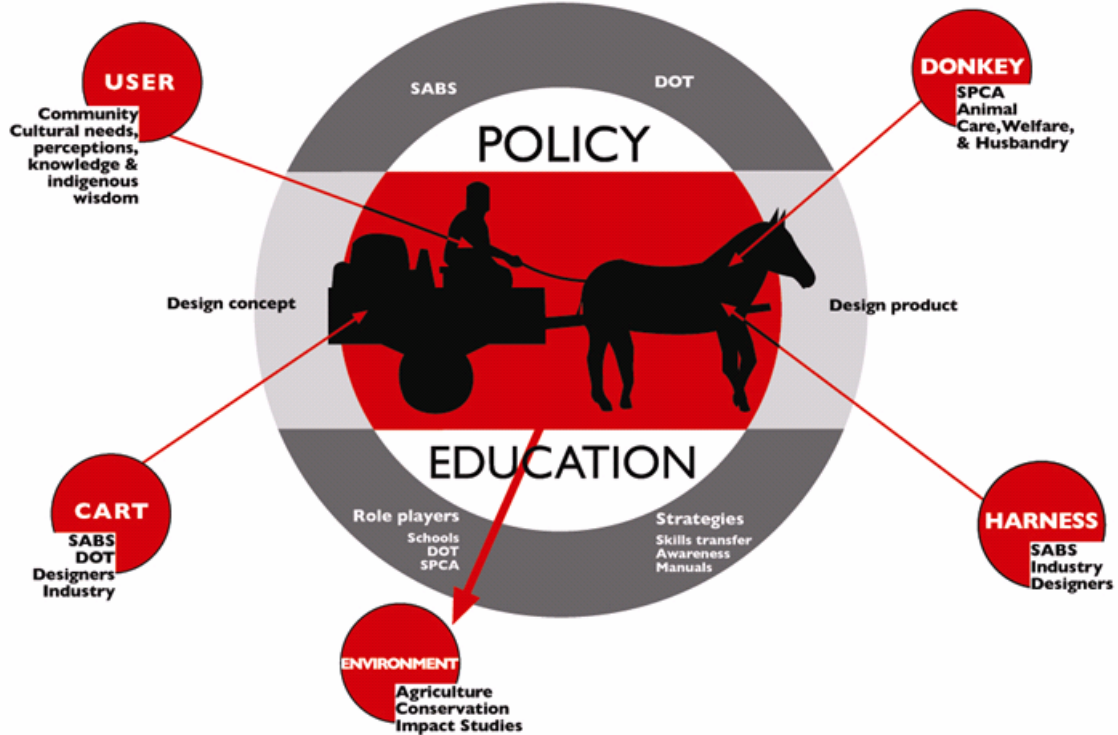 USER
Community
Cultural needs,
perceptions,
knowledge &
indigenous
wisdom
SABS
DOT
POLICY
DONKEY
SPCA
Animal
Care, Welfare,
& Husbandry
Design concept
Design product
EDUCATION
Role players
Schools
DOT
SPCA
Strategies
Skills transfer
Awareness
Manuals
CART
SABS
DOT
Designers
Industry
HARNESS
SABS
Industry
Designers
ENVIRONMENT
Agriculture
Conservation
Impact Studies